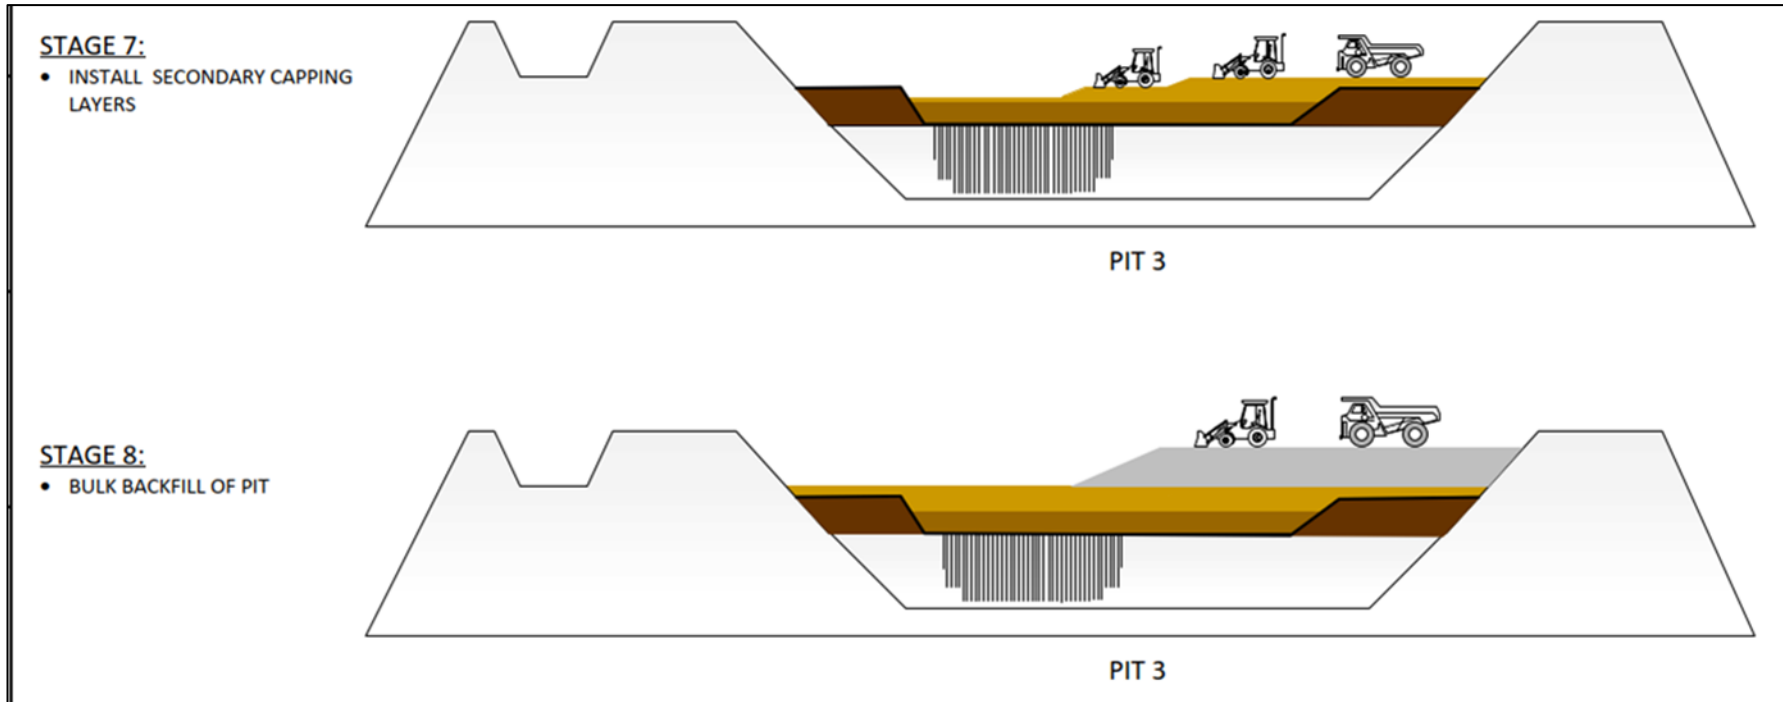 STAGE 7:
• INSTALL SECONDARY CAPPING
LAYERS
PIT 3
STAGE 8:
• BULK BACKFILL OF PIT
PIT 3